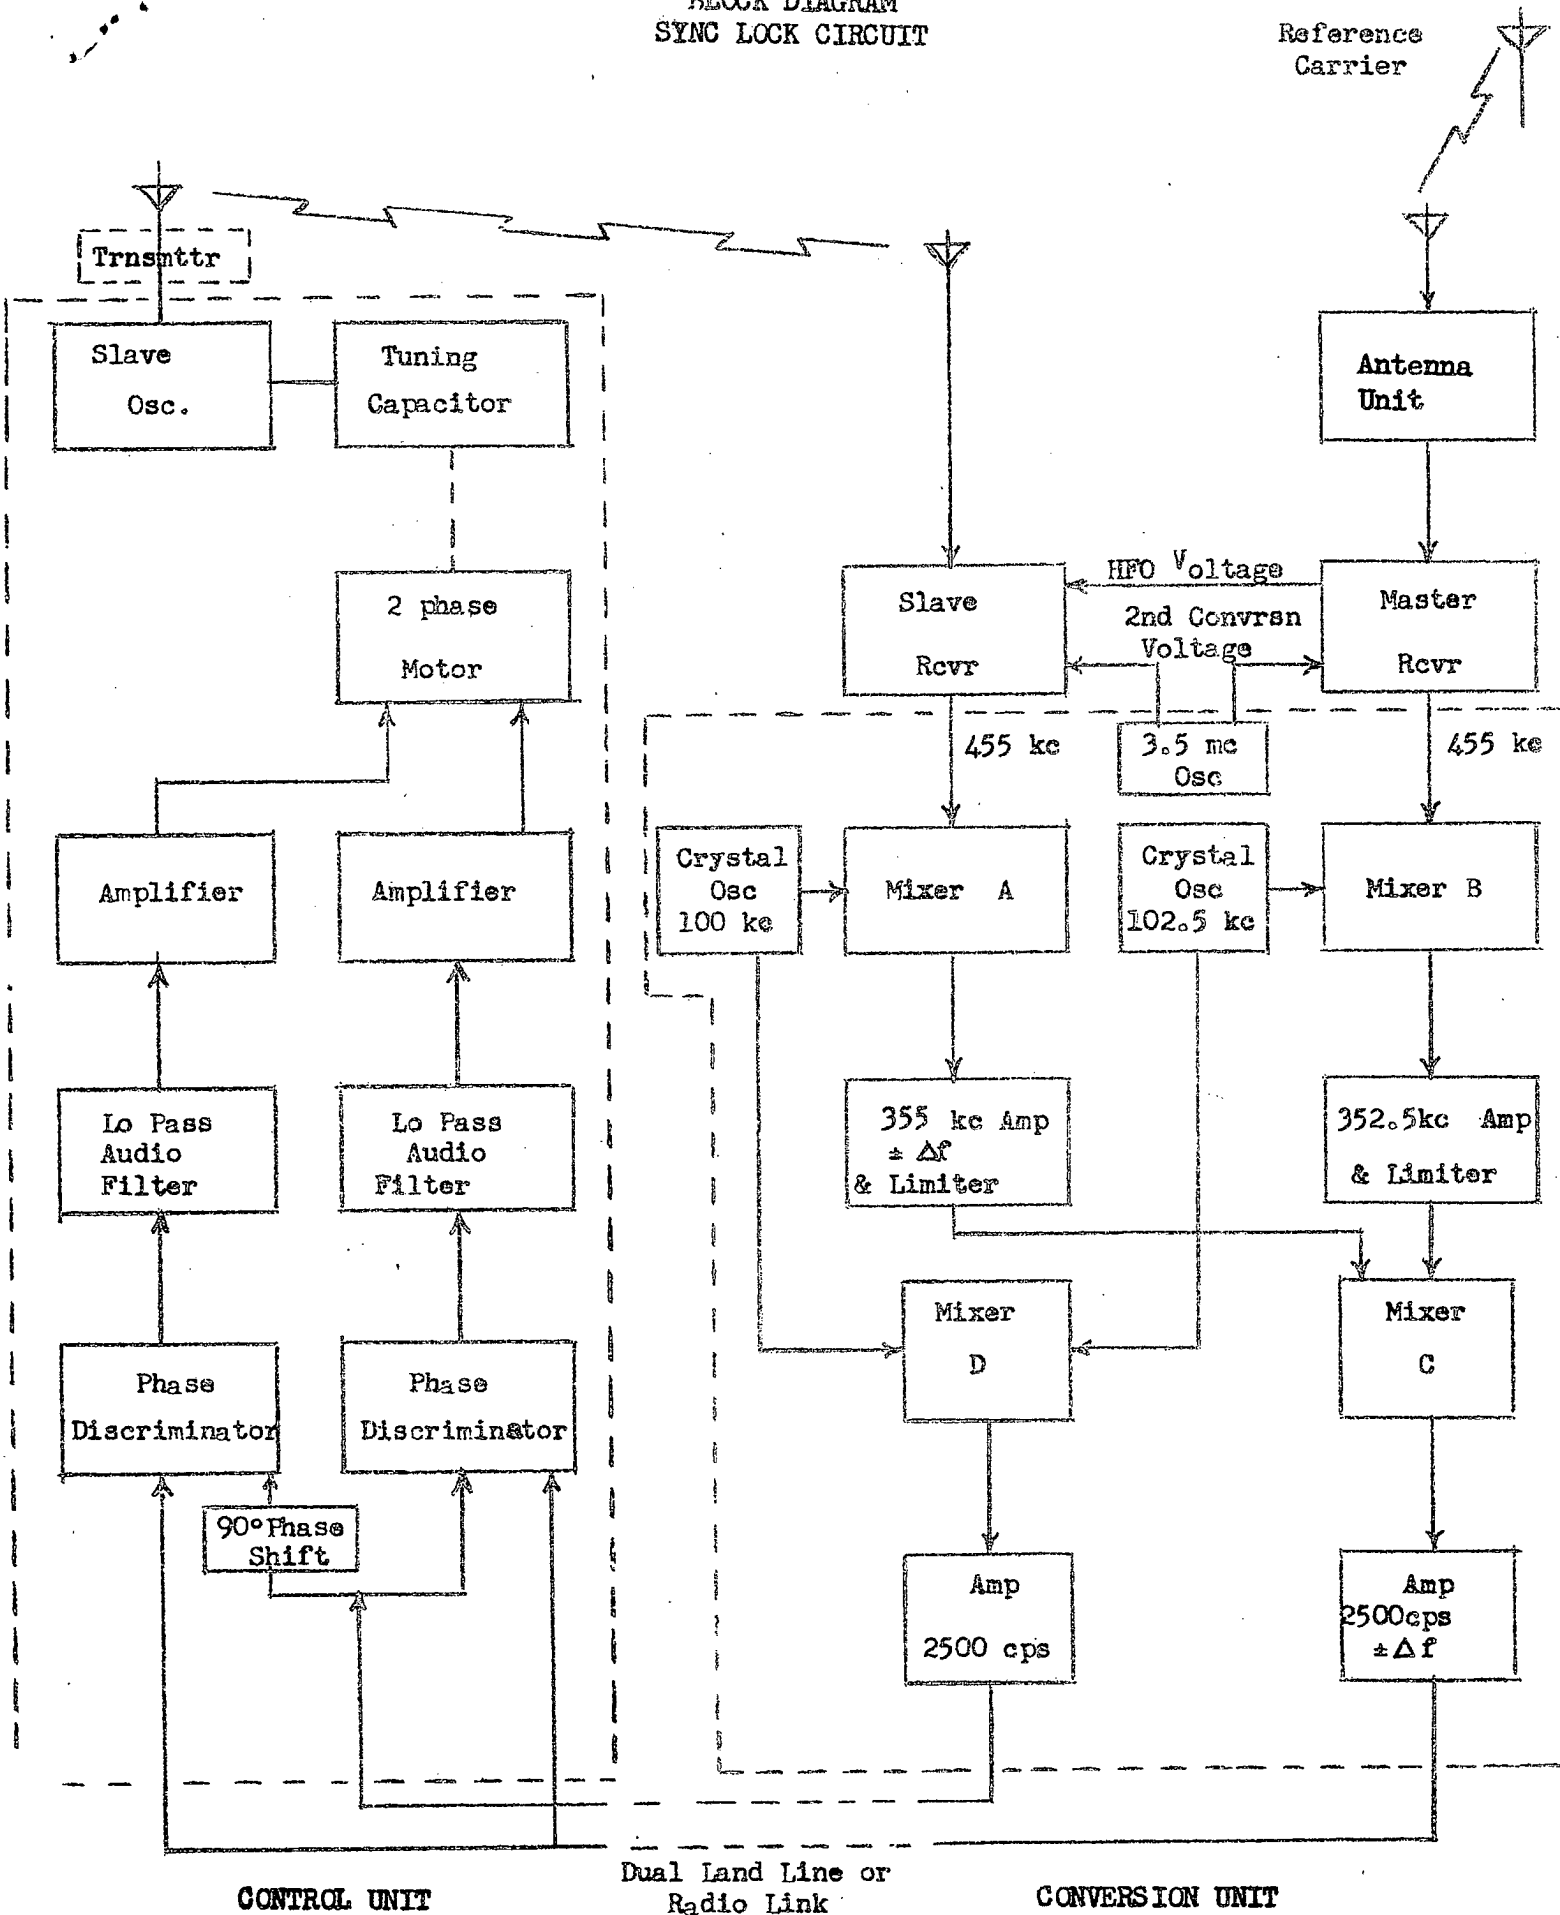 BLOCK DIAGRAM
SYNC LOCK CIRCUIT
Reference
Carrier
Trnsmttr
Slave
Osc.
Tuning
Capacitor
Antenna
Unit
2 phase
Motor
Slave
Rcvr
HFO Voltage
2nd Convrsn
Voltage
Master
Rcvr
455 kc
3.5 mc
Osc
455 kc
Amplifier
Amplifier
Crystal
Osc
100 kc
Mixer A
Crystal
Osc
102.5 kc
Mixer B
Lo Pass
Audio
Filter
Lo Pass
Audio
Filter
355 kc Amp
± Δf
& Limiter
352.5kc Amp
& Limiter
Phase
Discriminator
Phase
Discriminator
Mixer
D
Mixer
C
90° Phase
Shift
Amp
2500 cps
Amp
2500cps
± Δ f
Dual Land Line or
Radio Link
CONTROL UNIT
CONVERSION UNIT